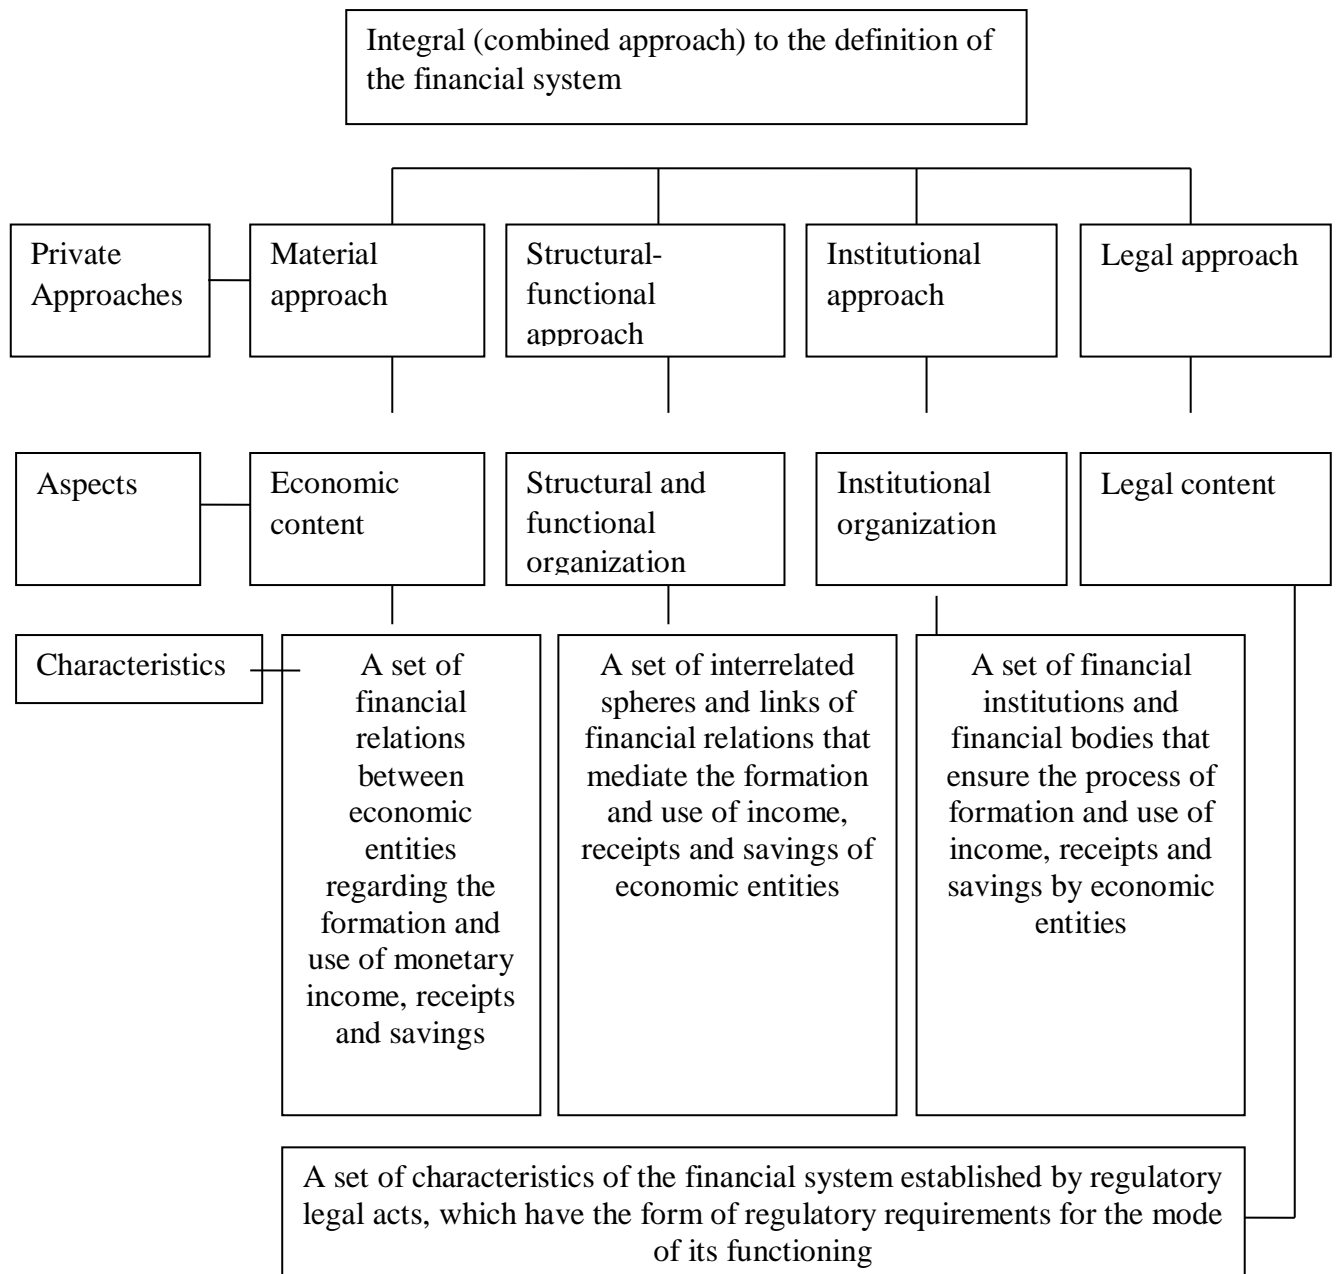 Integral (combined approach) to the definition of
the financial system
Private
Approaches
Material
approach
Structural-
functional
approach
Institutional
approach
Legal approach
Aspects
Economic
content
Structural and
functional
organization
Institutional
organization
Legal content
Characteristics
A set of
financial
relations
between
economic
entities
regarding the
formation and
use of monetary
income, receipts
and savings
A set of interrelated
spheres and links of
financial relations that
mediate the formation
and use of income,
receipts and savings of
economic entities
A set of financial
institutions and
financial bodies that
ensure the process of
formation and use of
income, receipts and
savings by economic
entities
A set of characteristics of the financial system established by regulatory
legal acts, which have the form of regulatory requirements for the mode
of its functioning